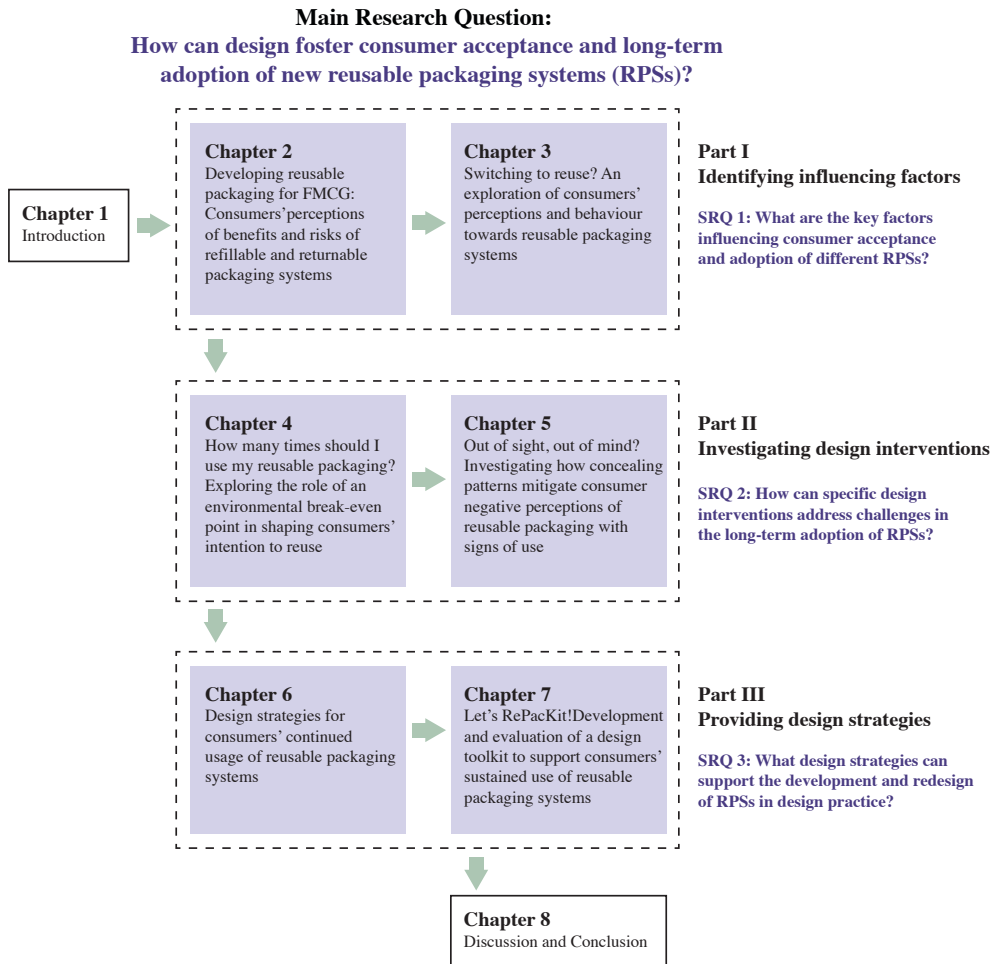 Main Research Question:
How can design foster consumer acceptance and long-term
adoption of new reusable packaging systems (RPSs)?
Chapter 1
Introduction
Chapter 2
Developing reusable
packaging for FMCG:
Consumers’perceptions
of benefits and risks of
refillable and returnable
packaging systems
Chapter 3
Switching to reuse? An
exploration of consumers’
perceptions and behaviour
towards reusable packaging
systems
Part I
Identifying influencing factors
SRQ 1: What are the key factors
influencing consumer acceptance
and adoption of different RPSs?
Chapter 4
How many times should I
use my reusable packaging?
Exploring the role of an
environmental break-even
point in shaping consumers’
intention to reuse
Chapter 5
Out of sight, out of mind?
Investigating how concealing
patterns mitigate consumer
negative perceptions of
reusable packaging with
signs of use
Part II
Investigating design interventions
SRQ 2: How can specific design
interventions address challenges in
the long-term adoption of RPSs?
Chapter 6
Design strategies for
consumers’ continued
usage of reusable packaging
systems
Chapter 7
Let’s RePacKit!Development
and evaluation of a design
toolkit to support consumers’
sustained use of reusable
packaging systems
Part III
Providing design strategies
SRQ 3: What design strategies can
support the development and redesign
of RPSs in design practice?
Chapter 8
Discussion and Conclusion